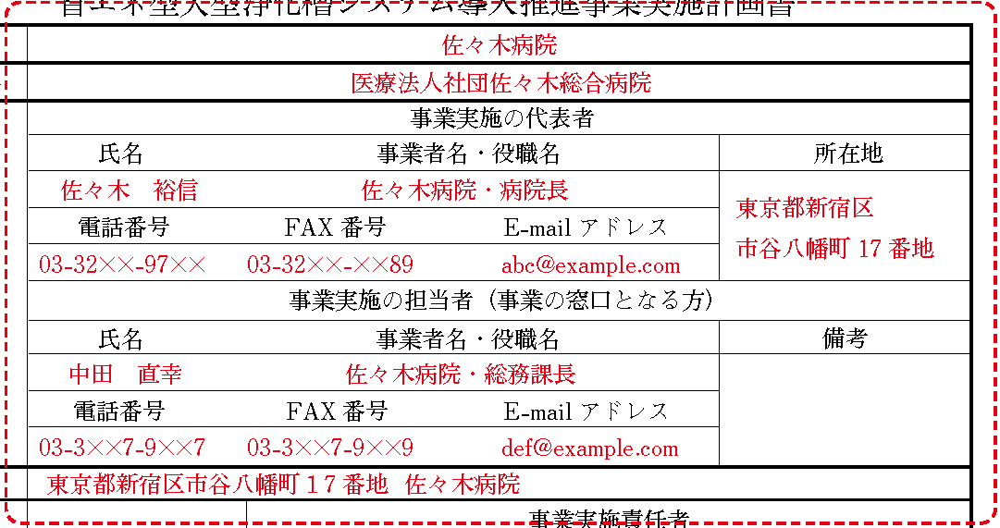 省エネ型大型浄化槽システム導入推進事業実施計画書
佐々木病院
医療法人社団佐々木総合病院
事業実施の代表者
氏名 事業者名・役職名 所在地
佐々木 裕信 佐々木病院・病院長
東京都新宿区
市谷八幡町 17 番地
電話番号 FAX 番号 E-mail アドレス
03-32××-97×× 03-32××-××89 abc@example.com
事業実施の担当者（事業の窓口となる方）
氏名 事業者名・役職名 備考
中田 直幸 佐々木病院・総務課長
電話番号 FAX 番号 E-mail アドレス
03-3××7-9××7 03-3××7-9××9 def@example.com
東京都新宿区市谷八幡町１７番地 佐々木病院
事業実施責任者